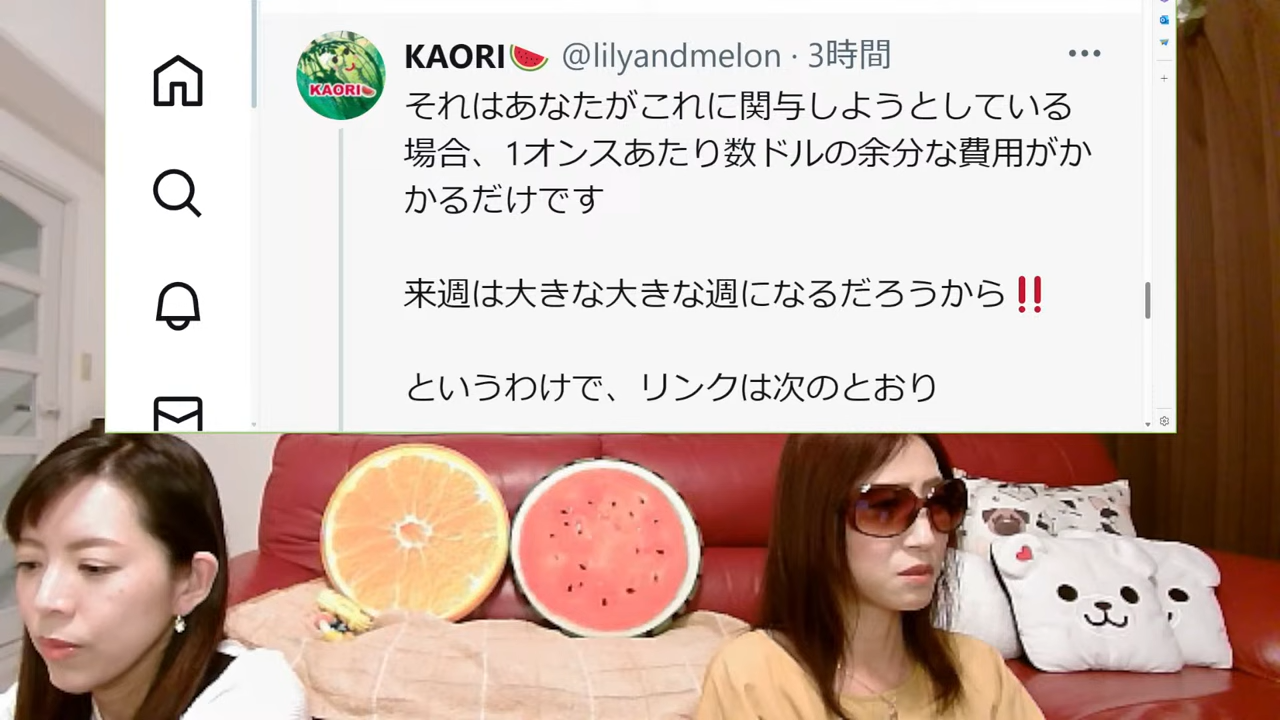 KAORI🍉 @lilyandmelon · 3時間
KAORI
それはあなたがこれに関与しようとしている
場合、1オンスあたり数ドルの余分な費用がか
かるだけです
来週は大きな大きな週になるだろうから‼️
というわけで、リンクは次のとおり